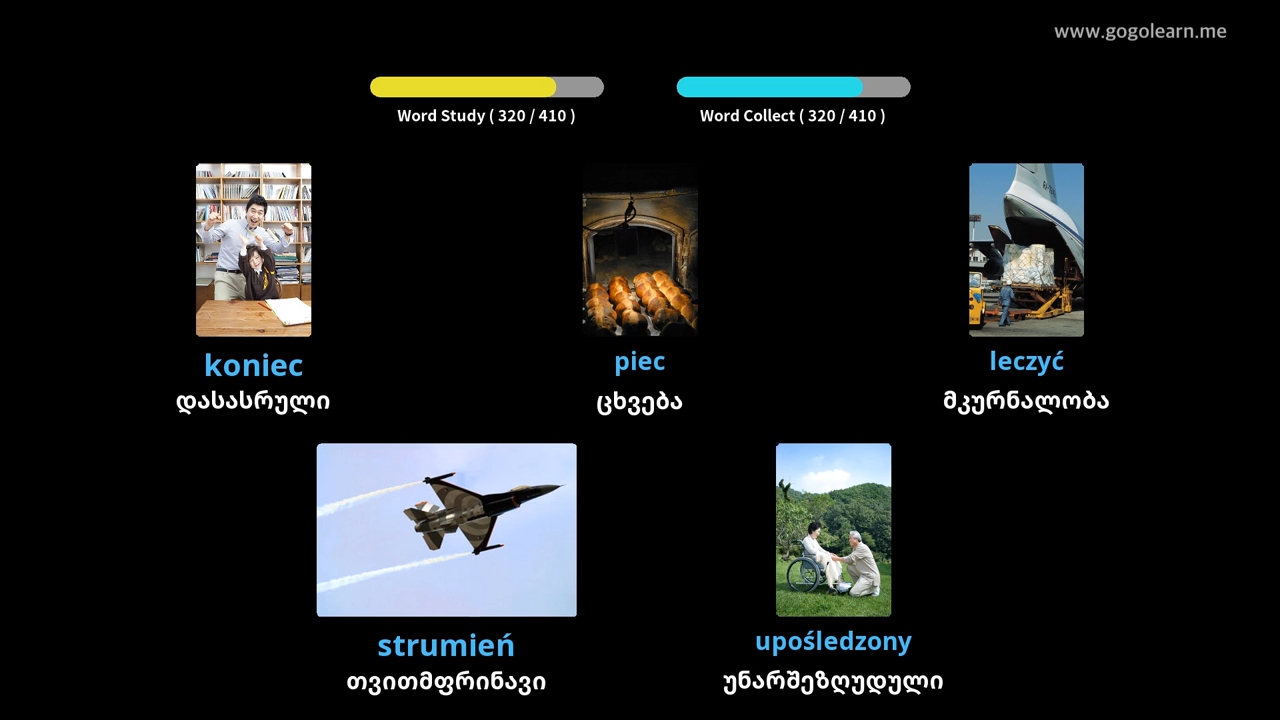 www.gogolearn.me
Word Study ( 320 / 410 )
Word Collect ( 320 / 410 )
koniec
დასასრული
piec
ცხვება
leczyć
მკურნალობა
strumień
თვითმფრინავი
upośledzony
უნარშეზღუდული